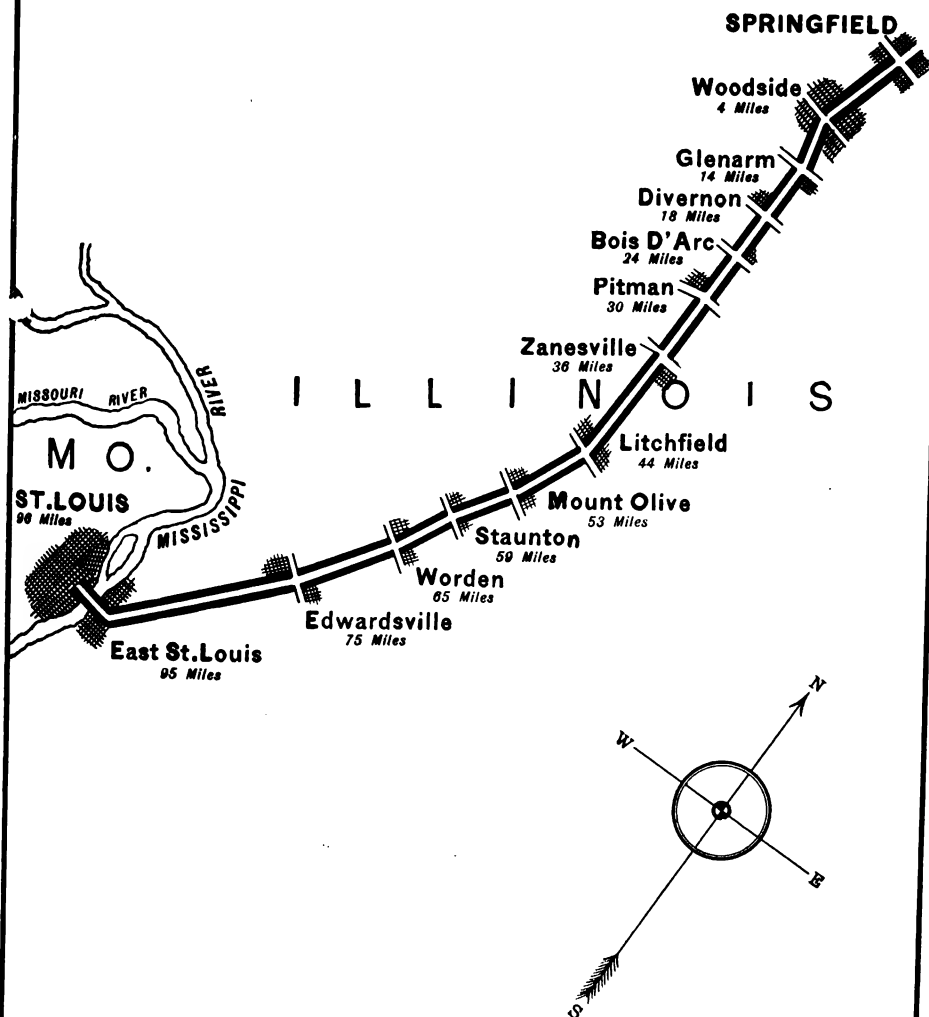 SPRINGFIELD
Woodside
4 Miles
Glenarm
14 Miles
Divernon
18 Miles
Bois D'Arc
24 Miles
Pitman
30 Miles
Zanesville
36 Miles
ILLINOIS
MISSOURI RIVER
RIVER
MO.
Litchfield
44 Miles
ST.LOUIS
96 Miles
MISSISSIPPI
Mount Olive
53 Miles
Staunton
59 Miles
Worden
65 Miles
Edwardsville
75 Miles
East St.Louis
95 Miles
N
W
E
S